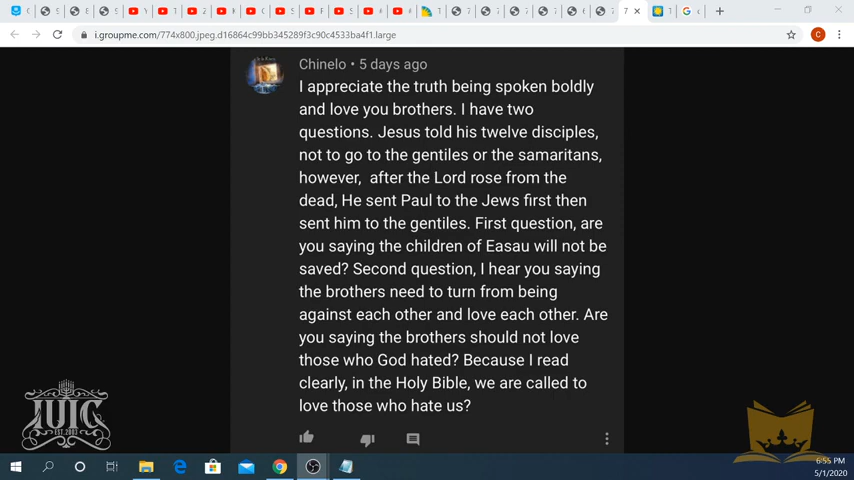 i.groupme.com/774x800.jpeg.d16864c99bb345289f3c90c4533ba4f1.large
Chinelo • 5 days ago
I appreciate the truth being spoken boldly
and love you brothers. I have two
questions. Jesus told his twelve disciples,
not to go to the gentiles or the samaritans,
however, after the Lord rose from the
dead, He sent Paul to the Jews first then
sent him to the gentiles. First question, are
you saying the children of Easau will not be
saved? Second question, I hear you saying
the brothers need to turn from being
against each other and love each other. Are
you saying the brothers should not love
those who God hated? Because I read
clearly, in the Holy Bible, we are called to
love those who hate us?
IUIC
6:55 PM
5/1/2020